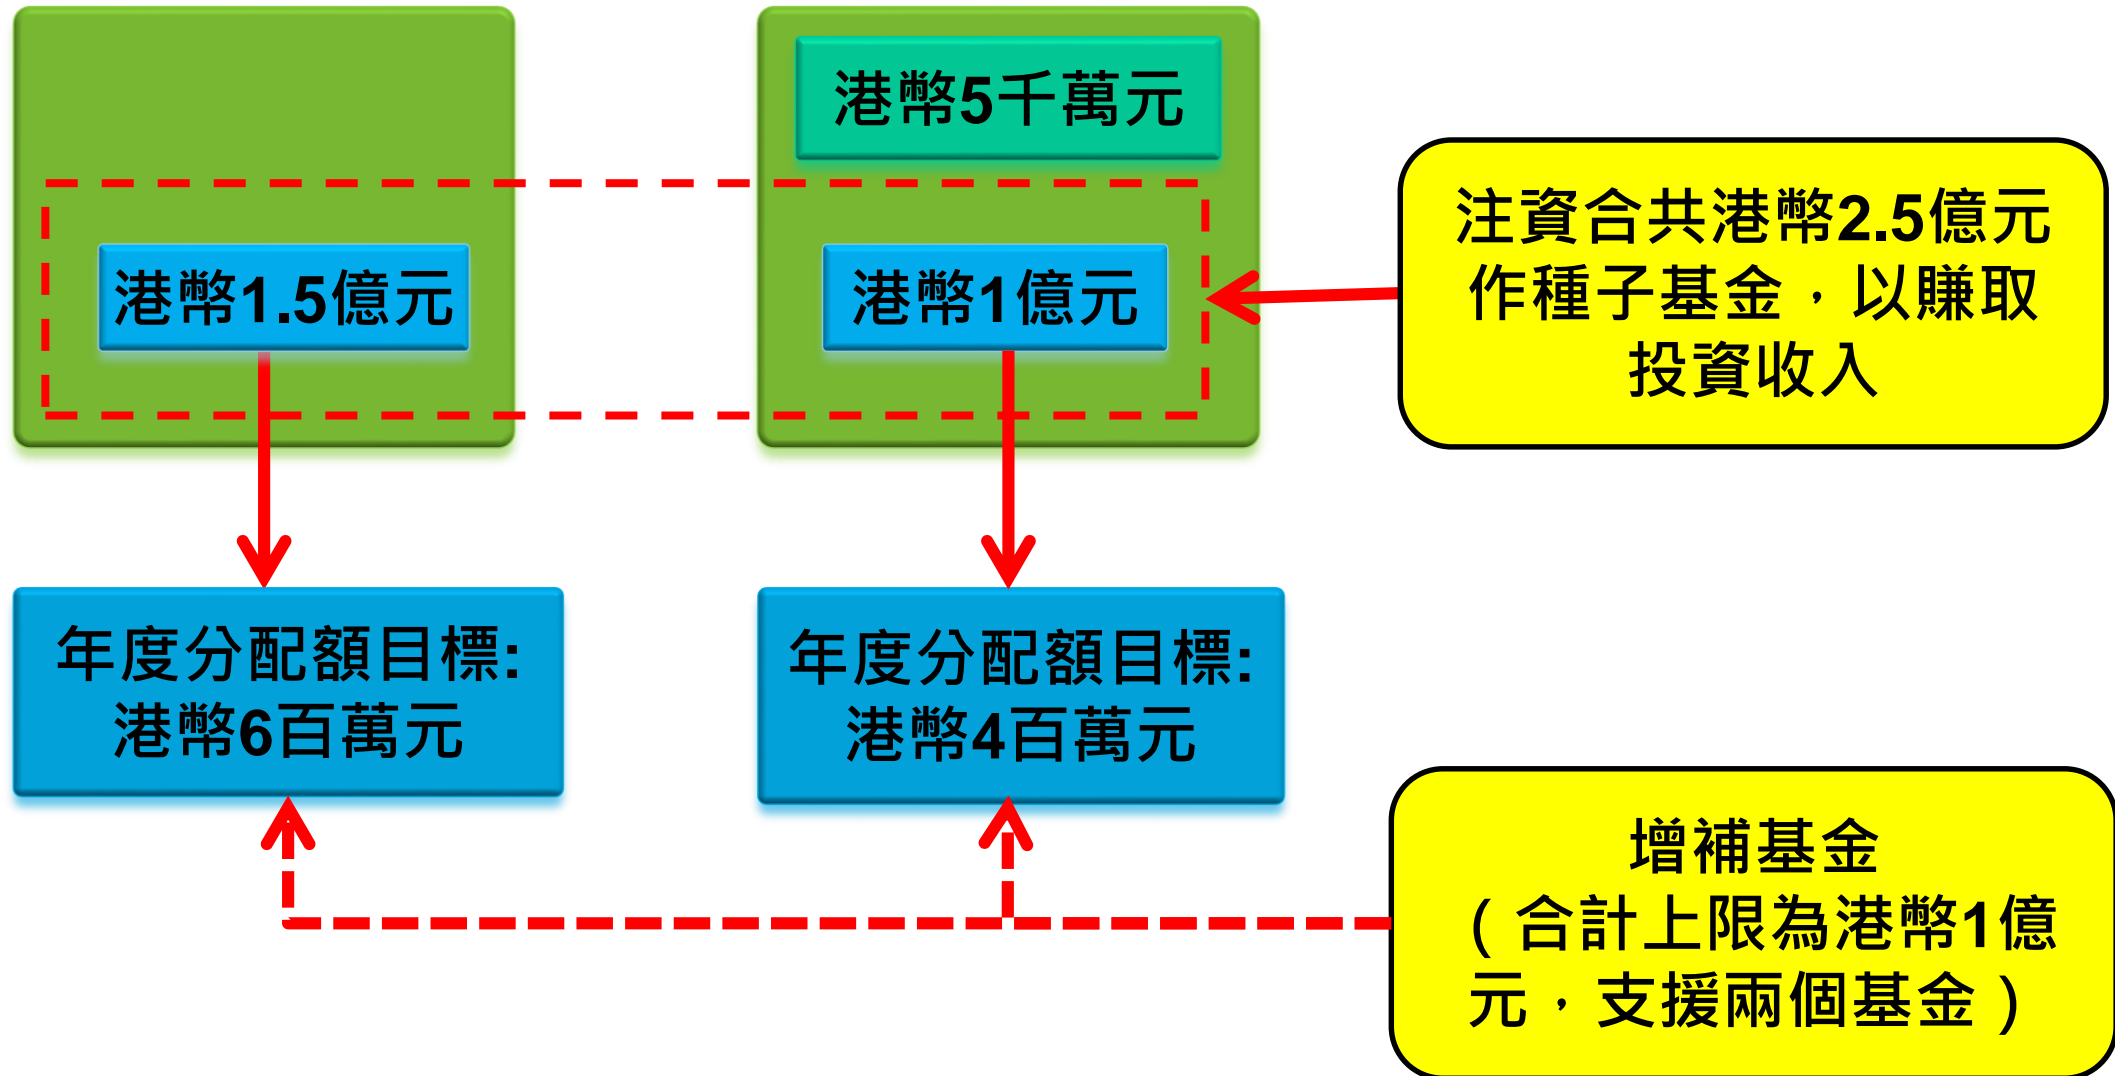 港幣5千萬元
港幣1.5億元
港幣1億元
注資合共港幣2.5億元
作種子基金，以賺取
投資收入
年度分配額目標:
港幣6百萬元
年度分配額目標:
港幣4百萬元
增補基金
（合計上限為港幣1億
元，支援兩個基金）